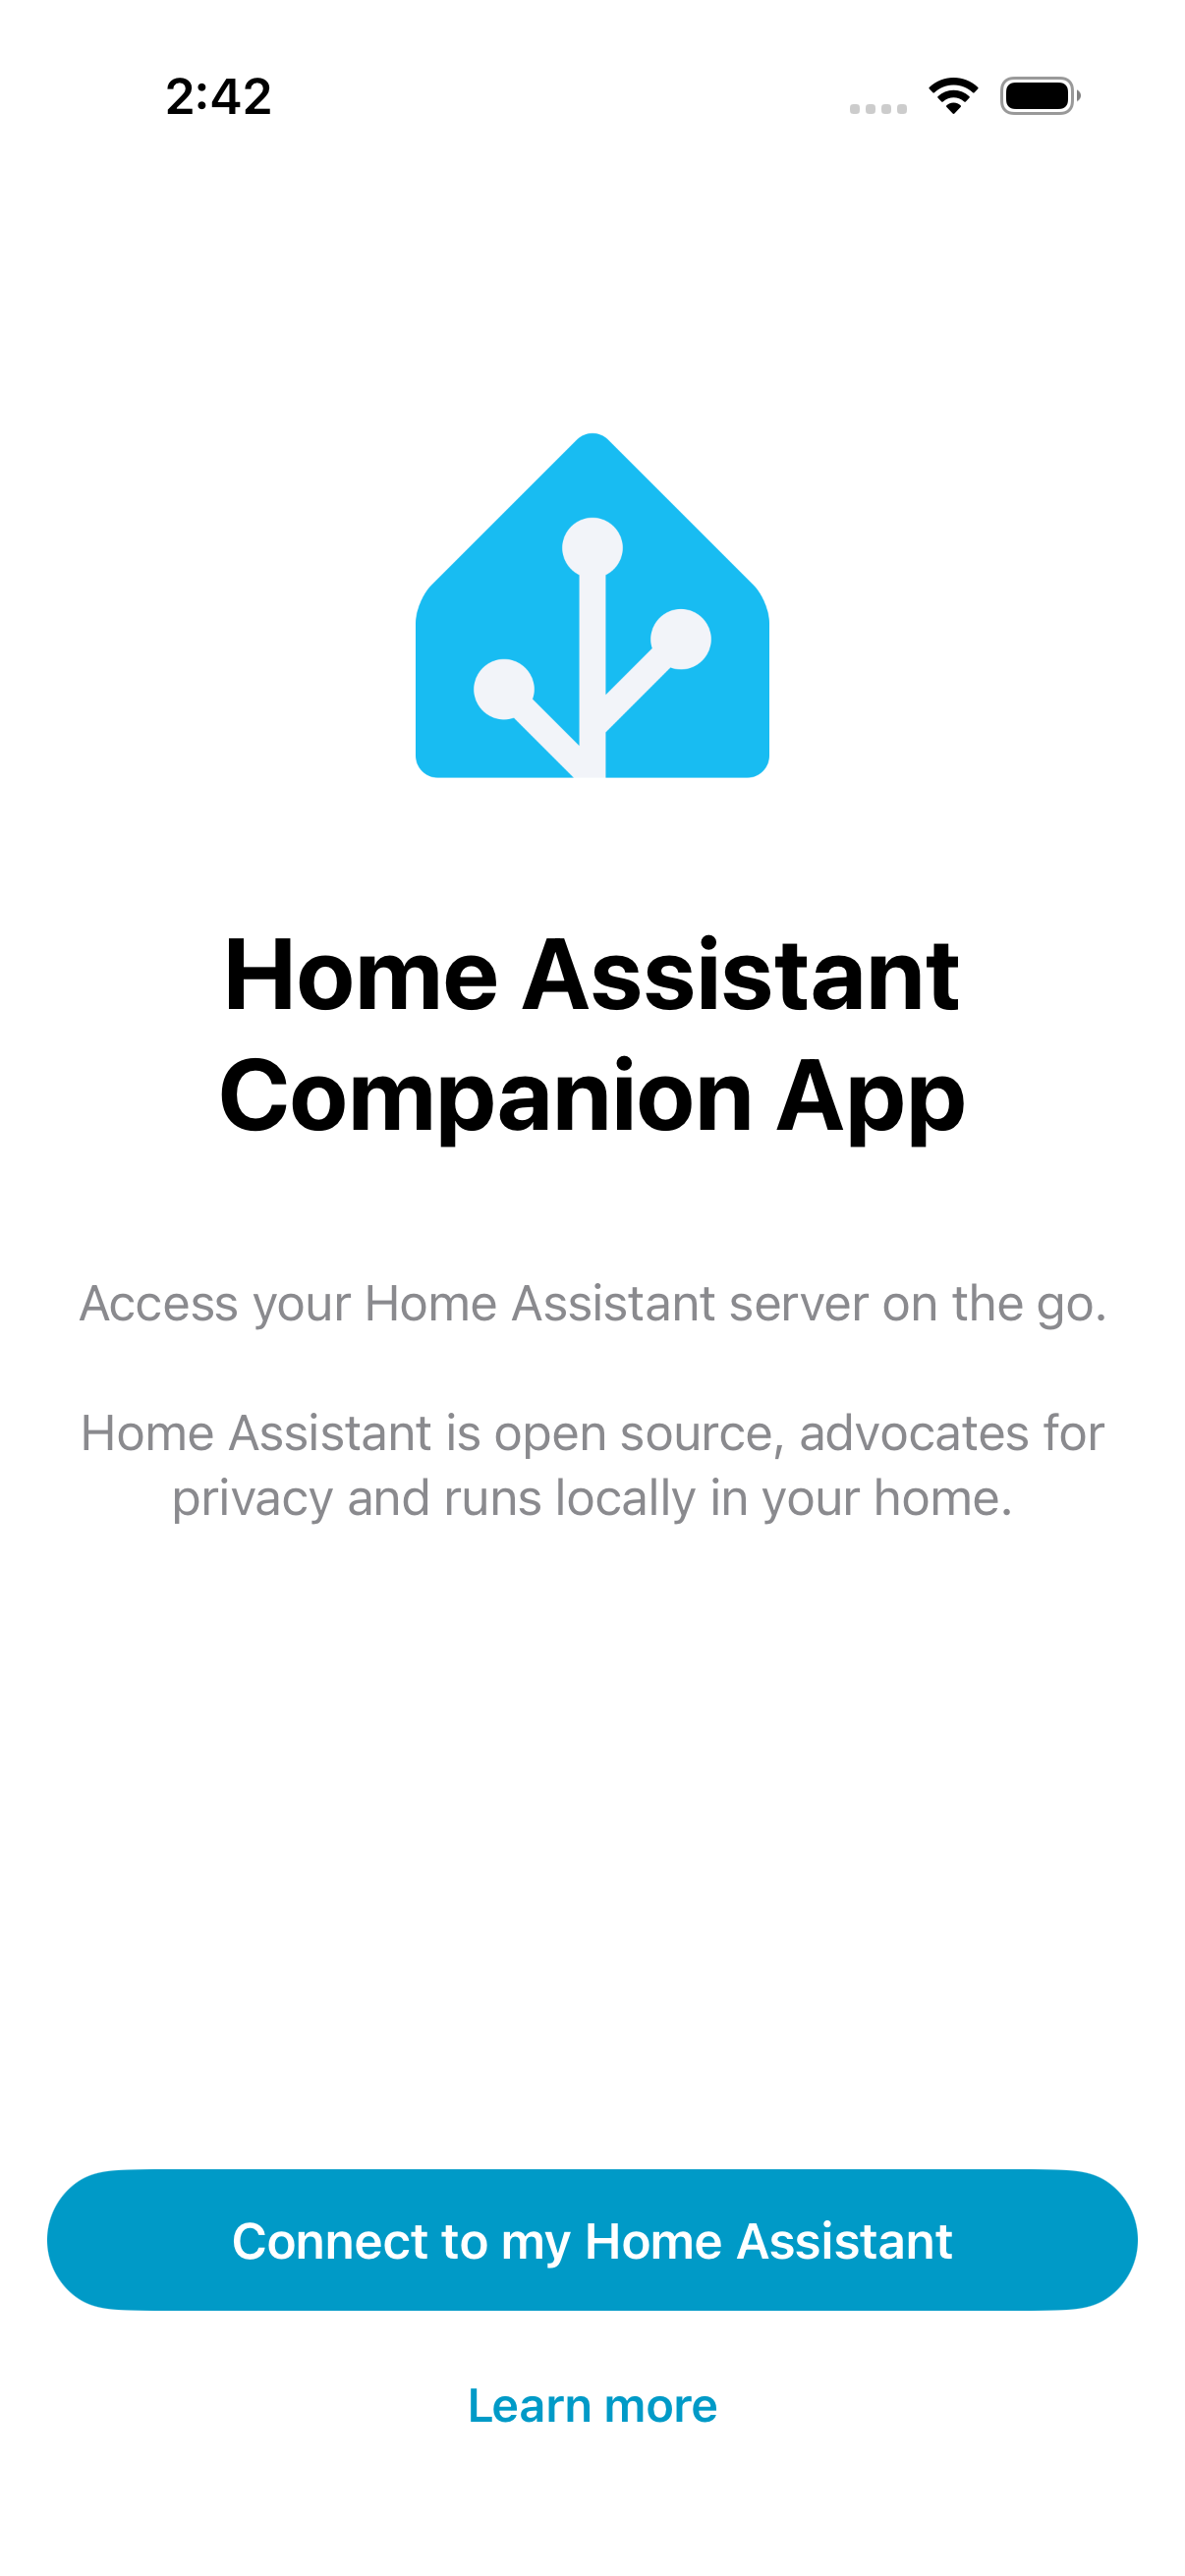 2:42
Home Assistant
Companion App
Access your Home Assistant server on the go.
Home Assistant is open source, advocates for
privacy and runs locally in your home.
Connect to my Home Assistant
Learn more